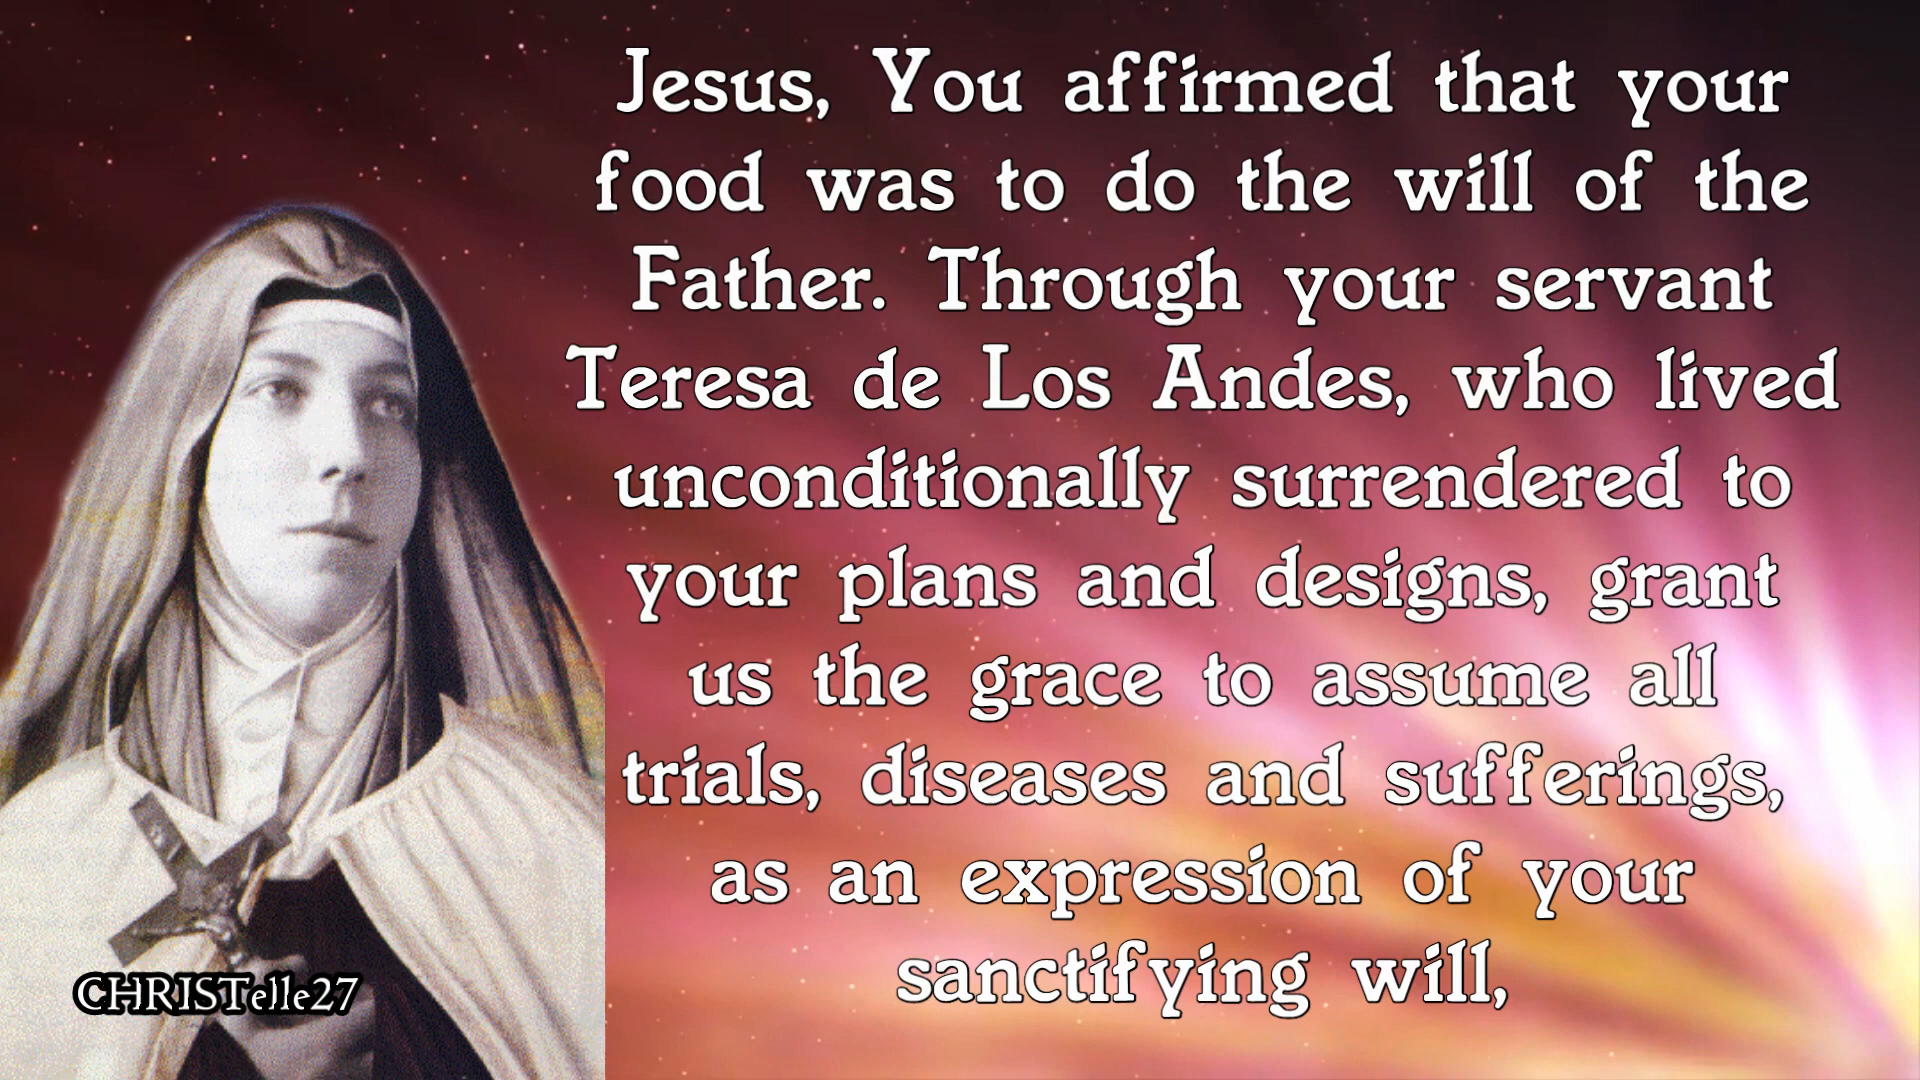 Jesus, You affirmed that your
food was to do the will of the
Father. Through your servant
Teresa de Los Andes, who lived
unconditionally surrendered to
your plans and designs, grant
us the grace to assume all
trials, diseases and sufferings,
as an expression of your
sanctifying will,
CHRISTelle27